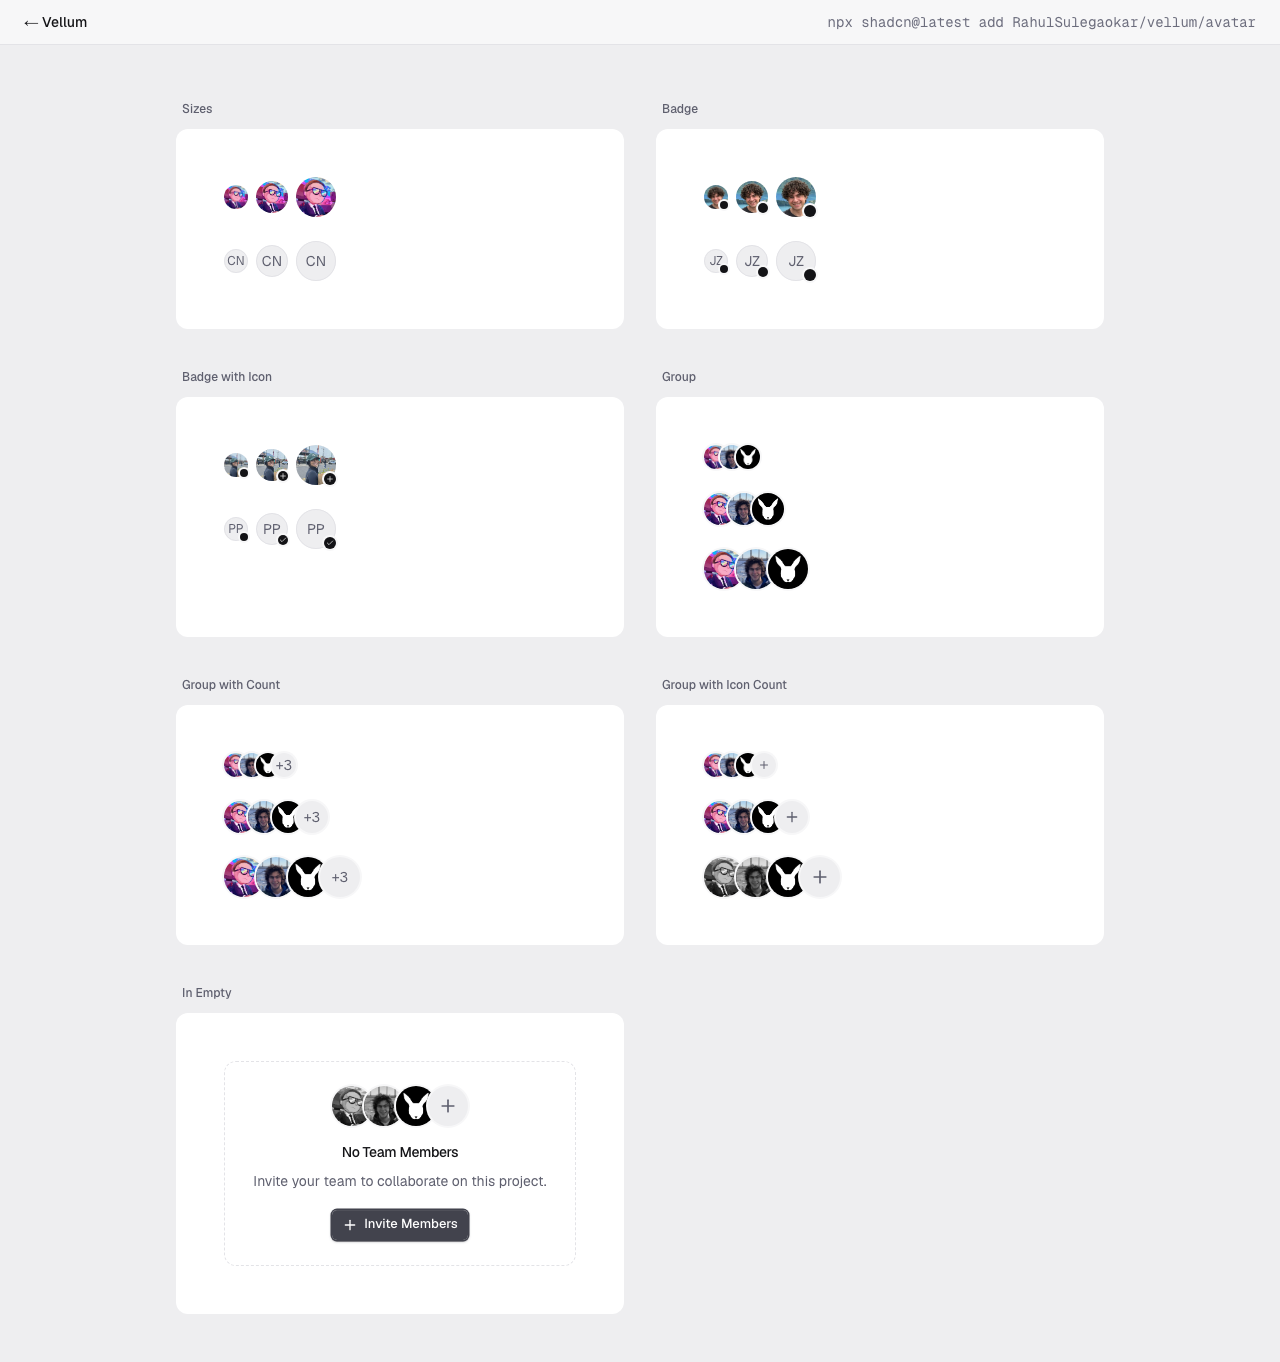 ← Vellum
npx shadcn@latest add RahulSulegaokar/vellum/avatar
Sizes
CN CN CN
Badge
JZ JZ JZ
Badge with Icon
PP PP PP
Group
Group with Count
+3
+3
+3
Group with Icon Count
In Empty
No Team Members
Invite your team to collaborate on this project.
+ Invite Members